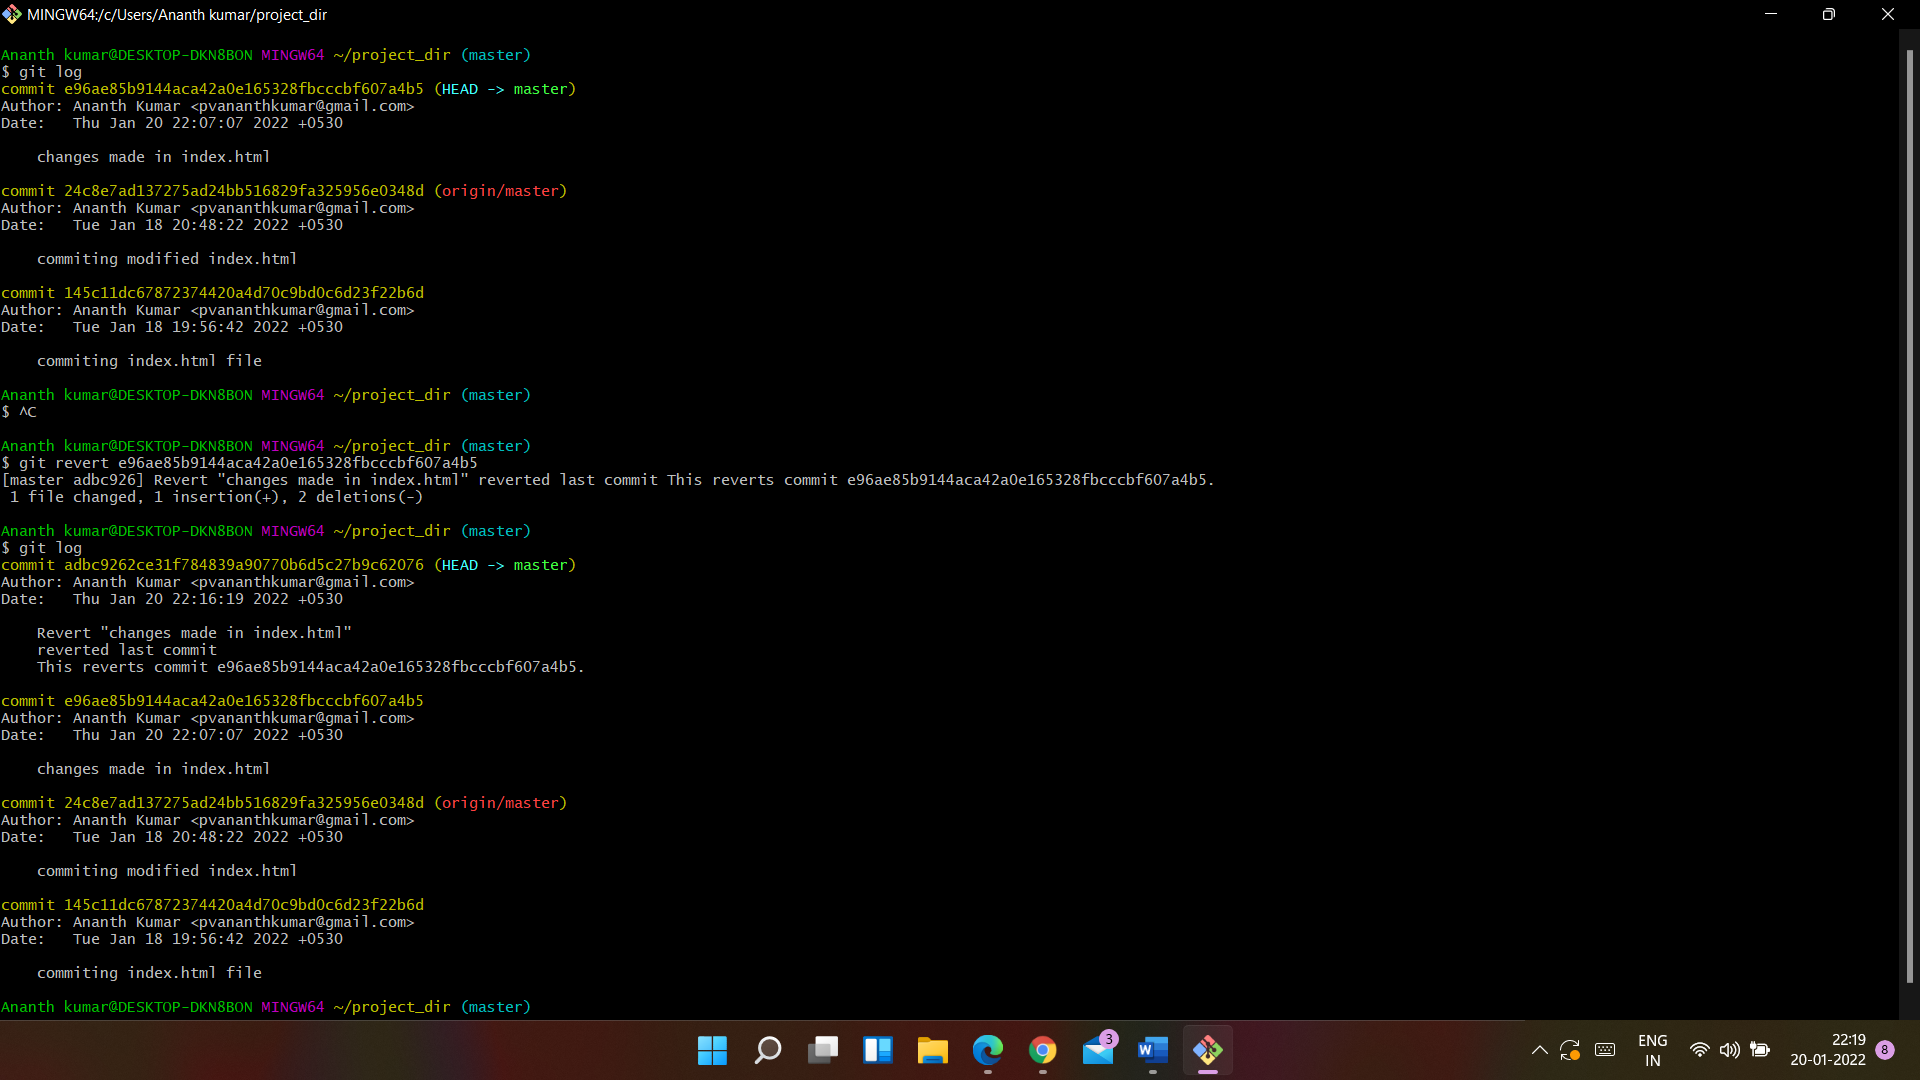 MINGW64:/c/Users/Ananth kumar/project_dir
Ananth kumar@DESKTOP-DKN8BON MINGW64 ~/project_dir (master)
$ git log
commit e96ae85b9144aca42a0e165328fbcccbf607a4b5 (HEAD -> master)
Author: Ananth Kumar <pvananthkumar@gmail.com>
Date:   Thu Jan 20 22:07:07 2022 +0530
    changes made in index.html
commit 24c8e7ad137275ad24bb516829fa325956e0348d (origin/master)
Author: Ananth Kumar <pvananthkumar@gmail.com>
Date:   Tue Jan 18 20:48:22 2022 +0530
    commiting modified index.html
commit 145c11dc67872374420a4d70c9bd0c6d23f22b6d
Author: Ananth Kumar <pvananthkumar@gmail.com>
Date:   Tue Jan 18 19:56:42 2022 +0530
    commiting index.html file
Ananth kumar@DESKTOP-DKN8BON MINGW64 ~/project_dir (master)
$ ^C
Ananth kumar@DESKTOP-DKN8BON MINGW64 ~/project_dir (master)
$ git revert e96ae85b9144aca42a0e165328fbcccbf607a4b5
[master adbc926] Revert "changes made in index.html" reverted last commit This reverts commit e96ae85b9144aca42a0e165328fbcccbf607a4b5.
 1 file changed, 1 insertion(+), 2 deletions(-)
Ananth kumar@DESKTOP-DKN8BON MINGW64 ~/project_dir (master)
$ git log
commit adbc9262ce31f784839a90770b6d5c27b9c62076 (HEAD -> master)
Author: Ananth Kumar <pvananthkumar@gmail.com>
Date:   Thu Jan 20 22:16:19 2022 +0530
    Revert "changes made in index.html"
    reverted last commit
    This reverts commit e96ae85b9144aca42a0e165328fbcccbf607a4b5.
commit e96ae85b9144aca42a0e165328fbcccbf607a4b5
Author: Ananth Kumar <pvananthkumar@gmail.com>
Date:   Thu Jan 20 22:07:07 2022 +0530
    changes made in index.html
commit 24c8e7ad137275ad24bb516829fa325956e0348d (origin/master)
Author: Ananth Kumar <pvananthkumar@gmail.com>
Date:   Tue Jan 18 20:48:22 2022 +0530
    commiting modified index.html
commit 145c11dc67872374420a4d70c9bd0c6d23f22b6d
Author: Ananth Kumar <pvananthkumar@gmail.com>
Date:   Tue Jan 18 19:56:42 2022 +0530
    commiting index.html file
Ananth kumar@DESKTOP-DKN8BON MINGW64 ~/project_dir (master)
3
W
ENG
IN
22:19
20-01-2022
8